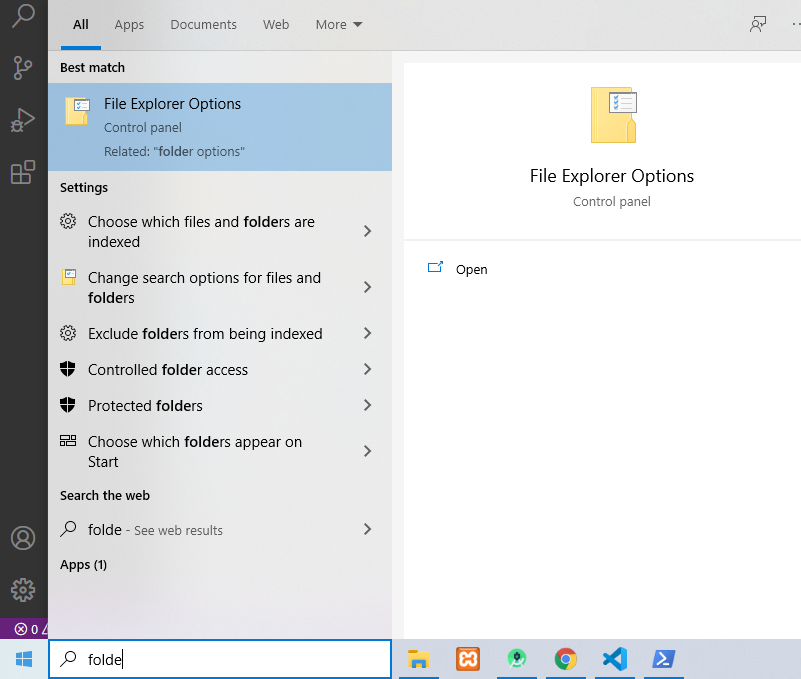 All Apps Documents Web More
Best match
File Explorer Options
Control panel
Related: "folder options"
Settings
Choose which files and folders are
indexed
Change search options for files and
folders
Exclude folders from being indexed
Controlled folder access
Protected folders
Choose which folders appear on
Start
Search the web
folde - See web results
Apps (1)
File Explorer Options
Control panel
Open
0
folde